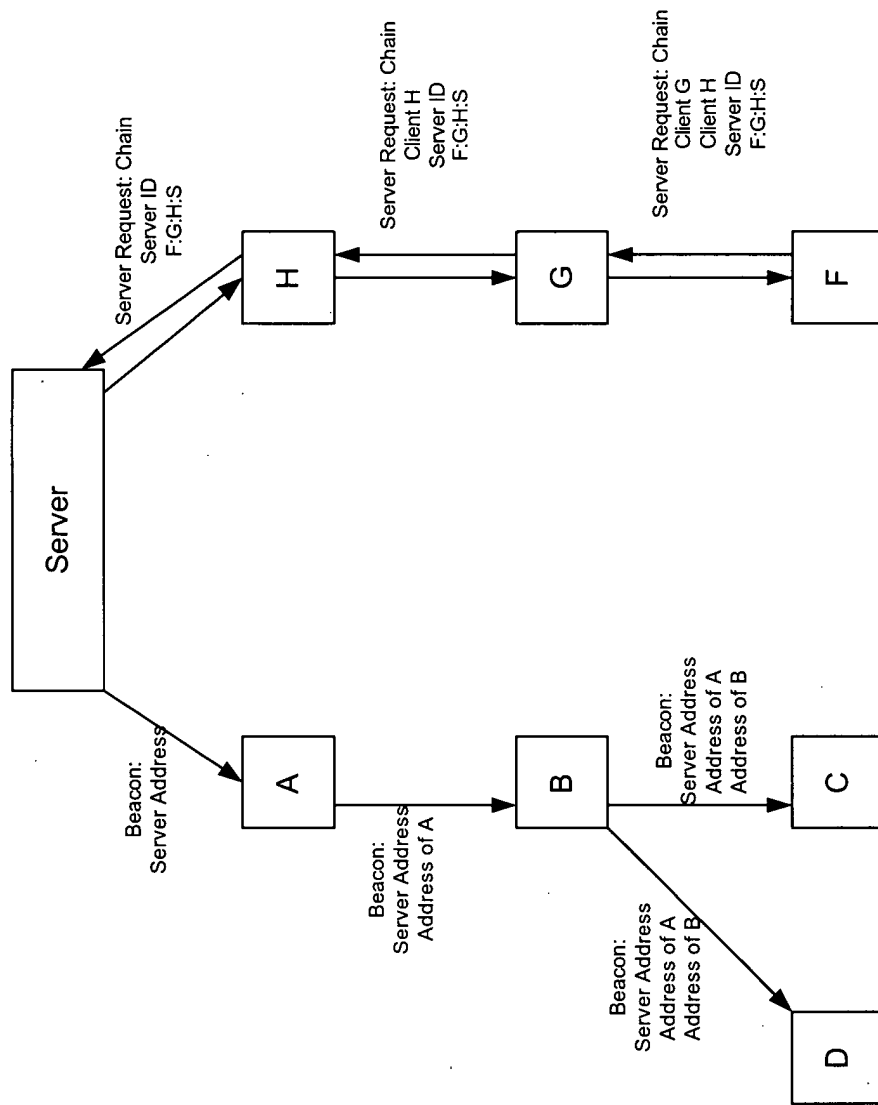 Server
Beacon:
Server Address
Server Request: Chain
Server ID
F:G:H:S
A
H
Beacon:
Server Address
Address of A
Server Request: Chain
Client H
Server ID
F:G:H:S
B
G
Beacon:
Server Address
Address of A
Address of B
Beacon:
Server Address
Address of A
Address of B
Server Request: Chain
Client G
Client H
Server ID
F:G:H:S
D
C
F